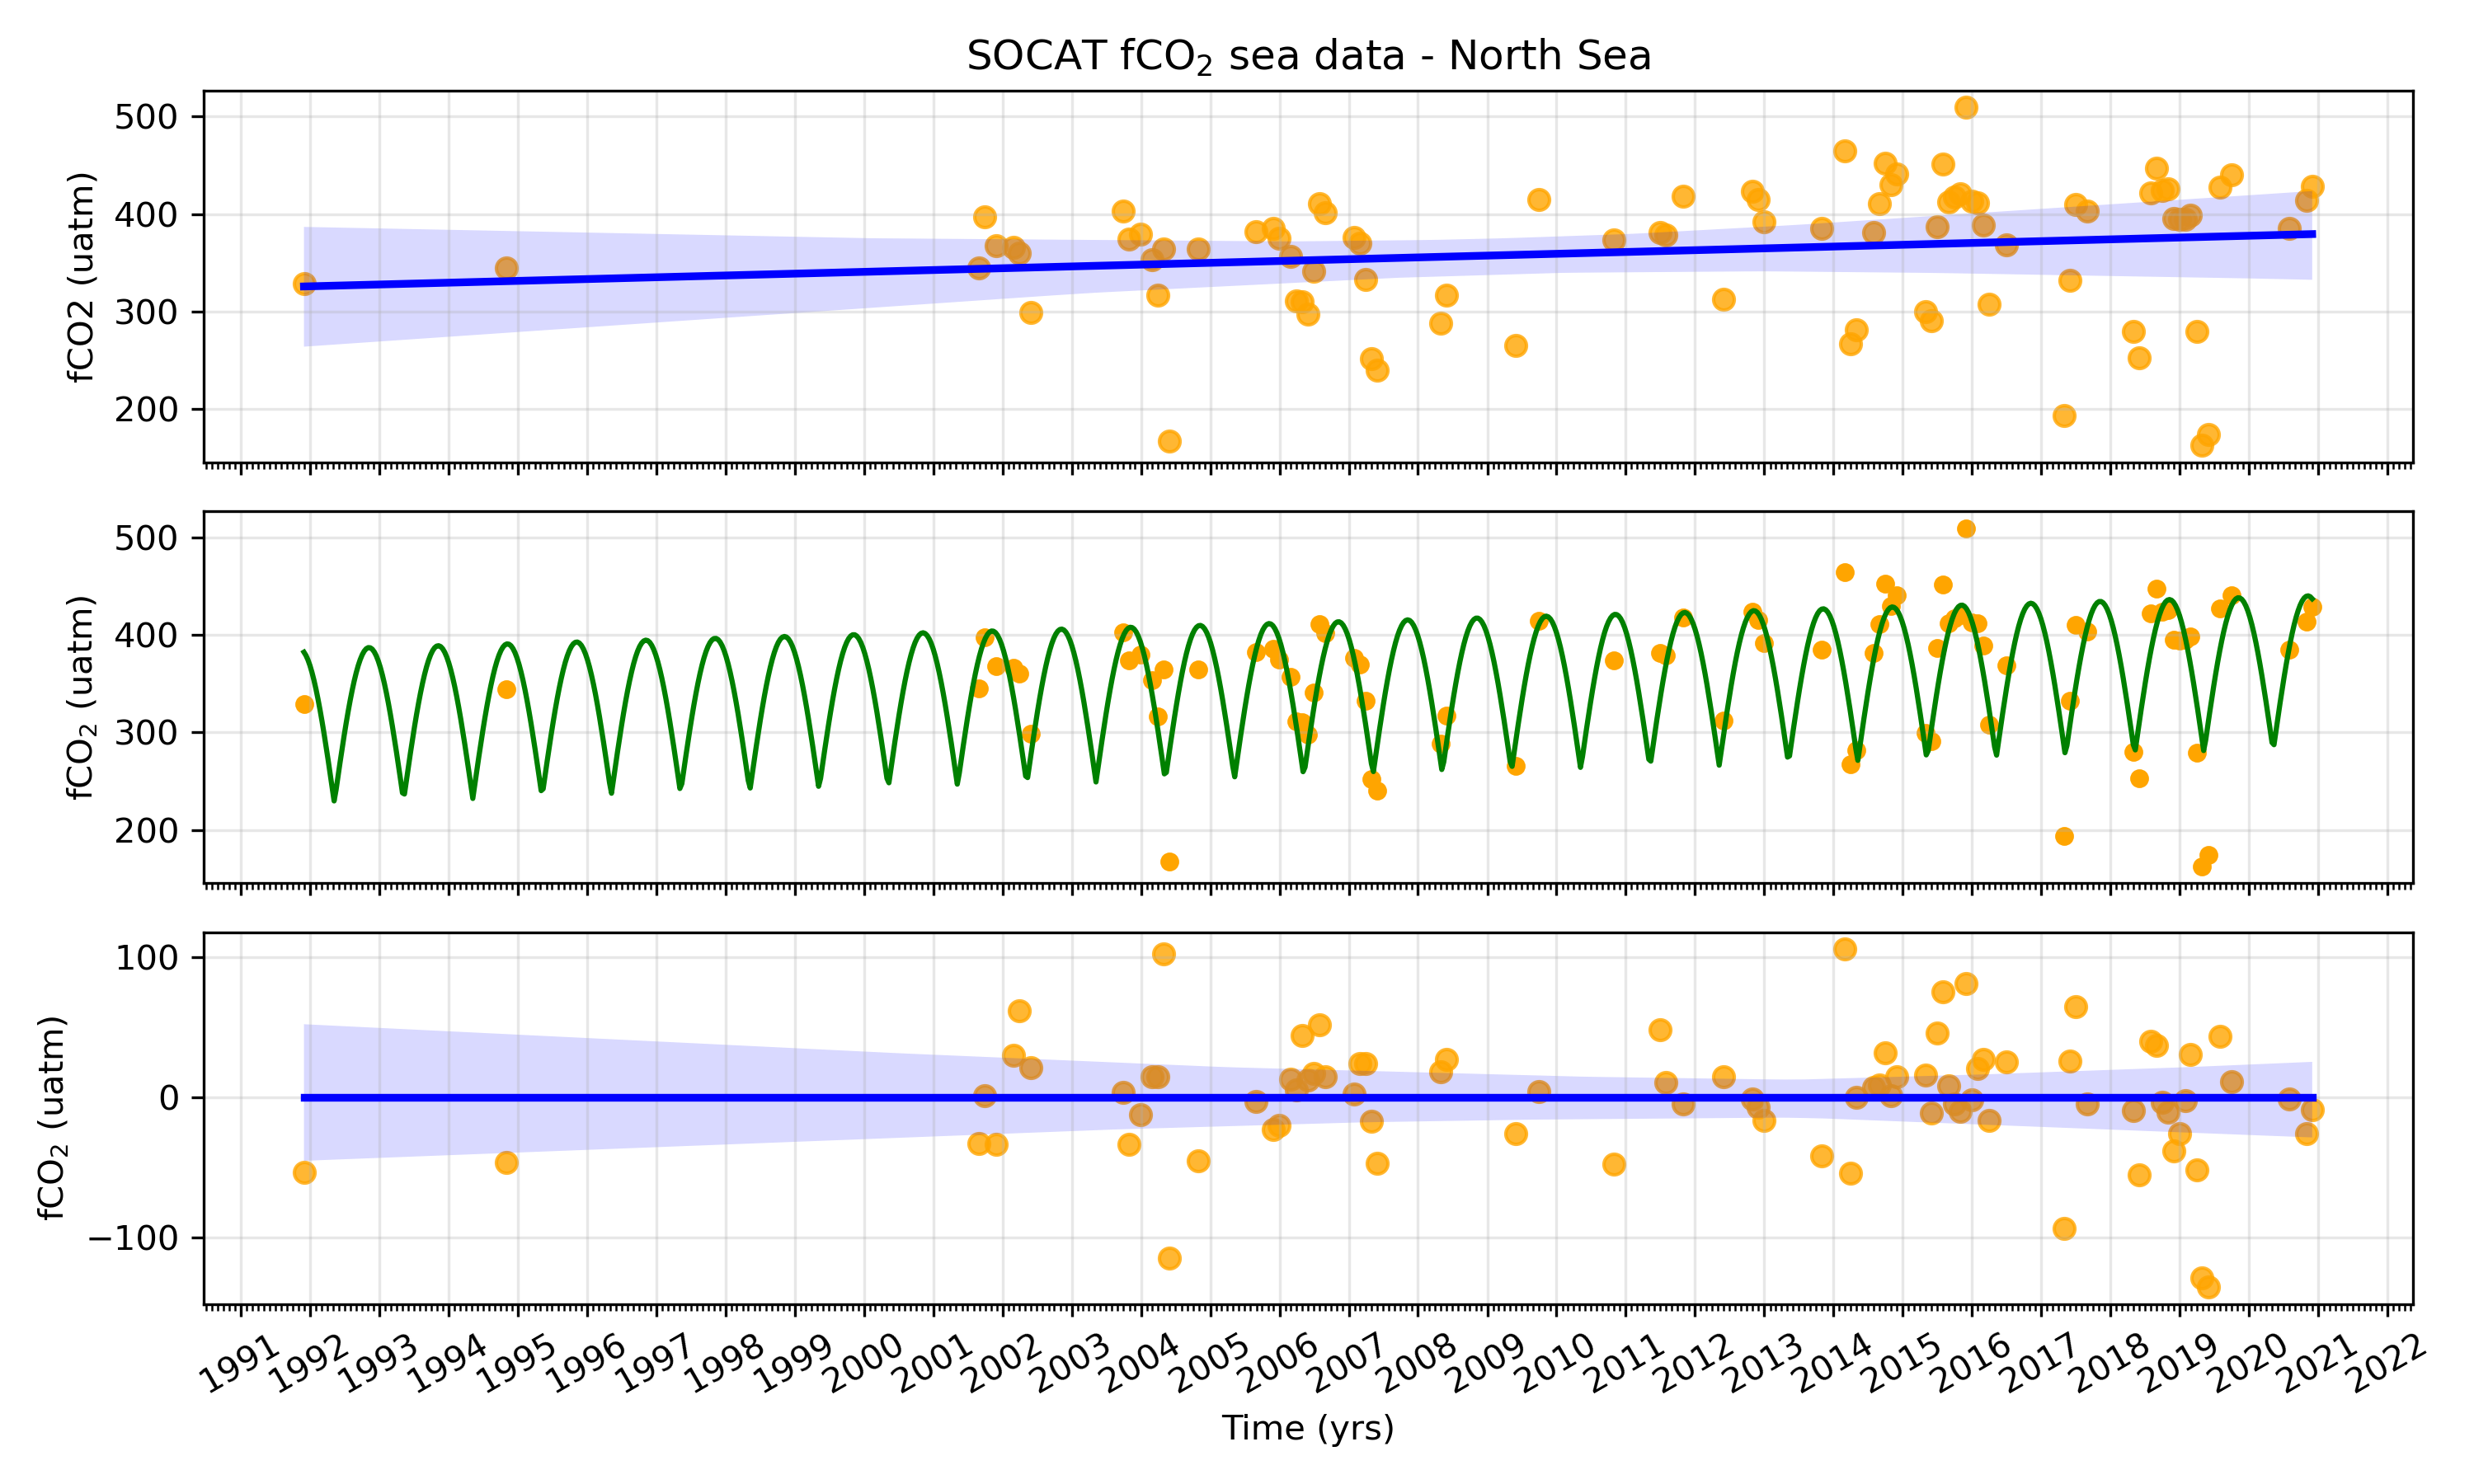 SOCAT fCO₂ sea data - North Sea
fCO2 (uatm)
500
400
300
200
fCO₂ (uatm)
500
400
300
200
fCO₂ (uatm)
100
0
−100
1991 1992 1993 1994 1995 1996 1997 1998 1999 2000 2001 2002 2003 2004 2005 2006 2007 2008 2009 2010 2011 2012 2013 2014 2015 2016 2017 2018 2019 2020 2021 2022
Time (yrs)